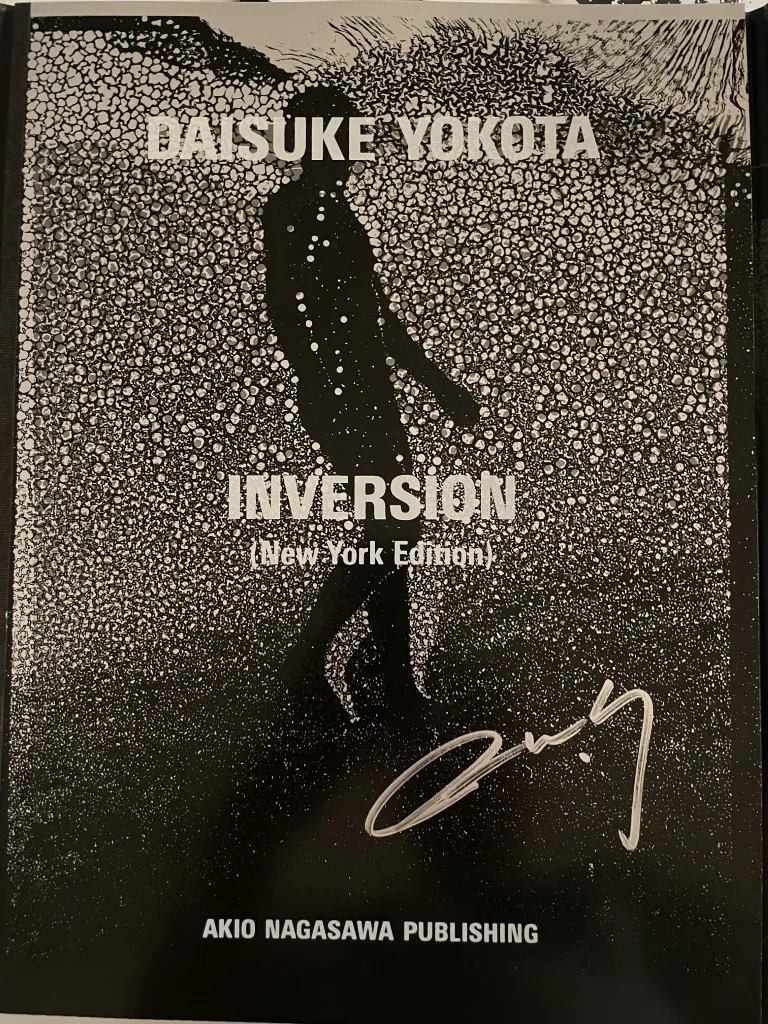 DAISUKE YOKOTA
INVERSION
(New York Edition)
AKIO NAGASAWA PUBLISHING